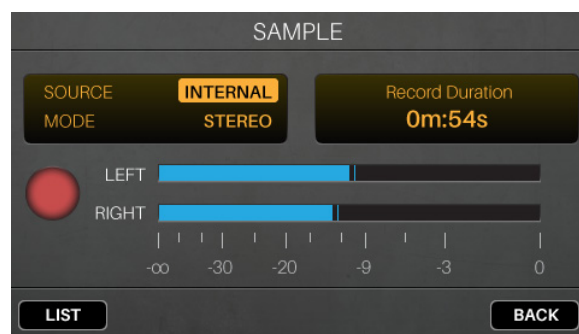 SAMPLE
SOURCE INTERNAL
MODE STEREO
Record Duration
0m:54s
LEFT
RIGHT
-∞ -30 -20 -9 -3 0
LIST BACK